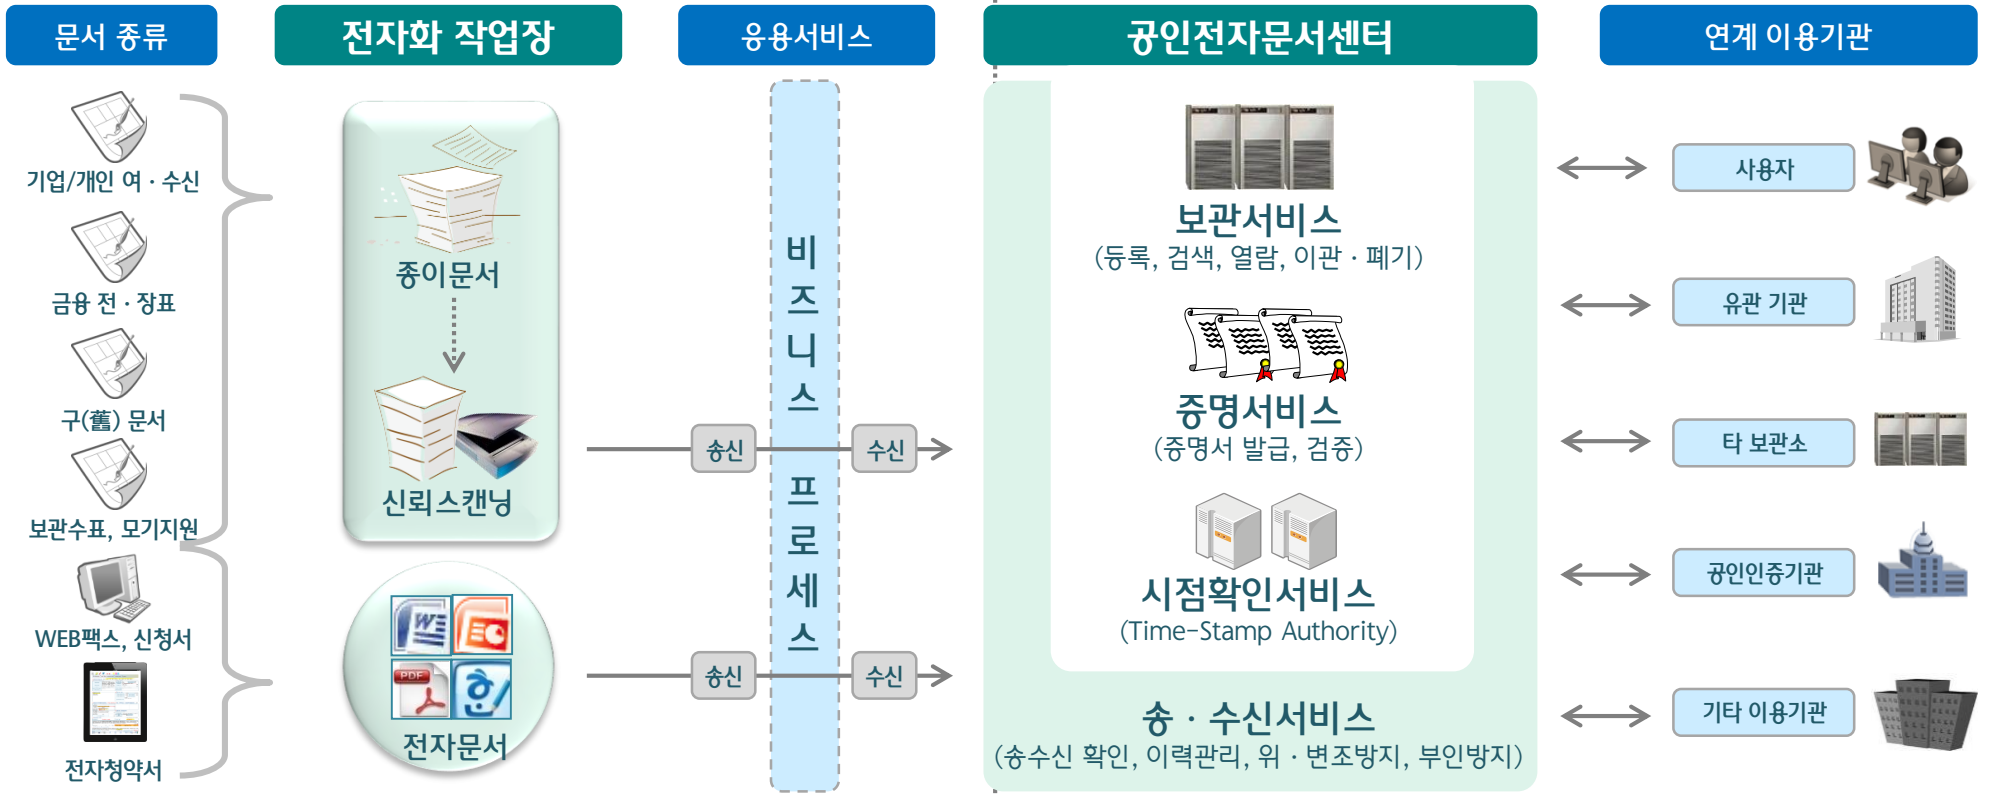 문서 종류
전자화 작업장
응용서비스
공인전자문서센터
연계 이용기관
기업/개인 여 · 수신
금융 전 · 장표
구(舊) 문서
보관수표, 모기지원
WEB팩스, 신청서
전자청약서
종이문서
신뢰스캔닝
W
PDF
전자문서
송신
수신
송신
수신
비즈니스 프로세스
보관서비스
(등록, 검색, 열람, 이관 · 폐기)
증명서비스
(증명서 발급, 검증)
시점확인서비스
(Time-Stamp Authority)
송 · 수신서비스
(송수신 확인, 이력관리, 위 · 변조방지, 부인방지)
사용자
유관 기관
타 보관소
공인인증기관
기타 이용기관